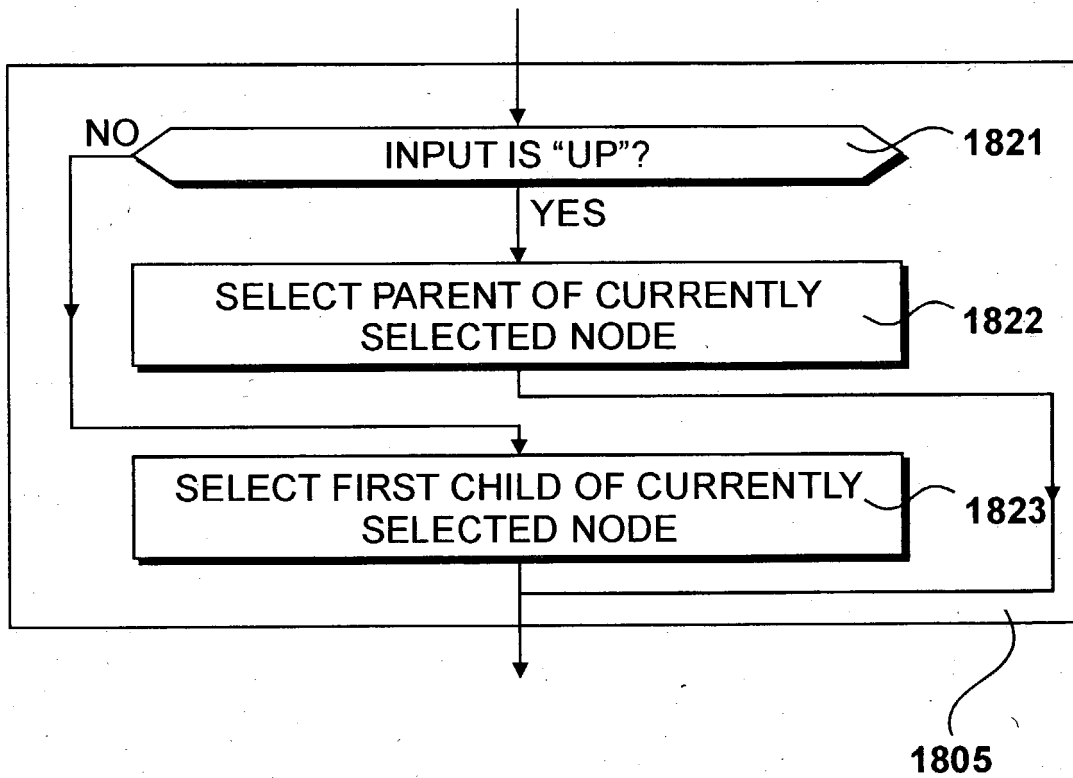 NO
INPUT IS “UP”?
1821
YES
SELECT PARENT OF CURRENTLY
SELECTED NODE
1822
SELECT FIRST CHILD OF CURRENTLY
SELECTED NODE
1823
1805